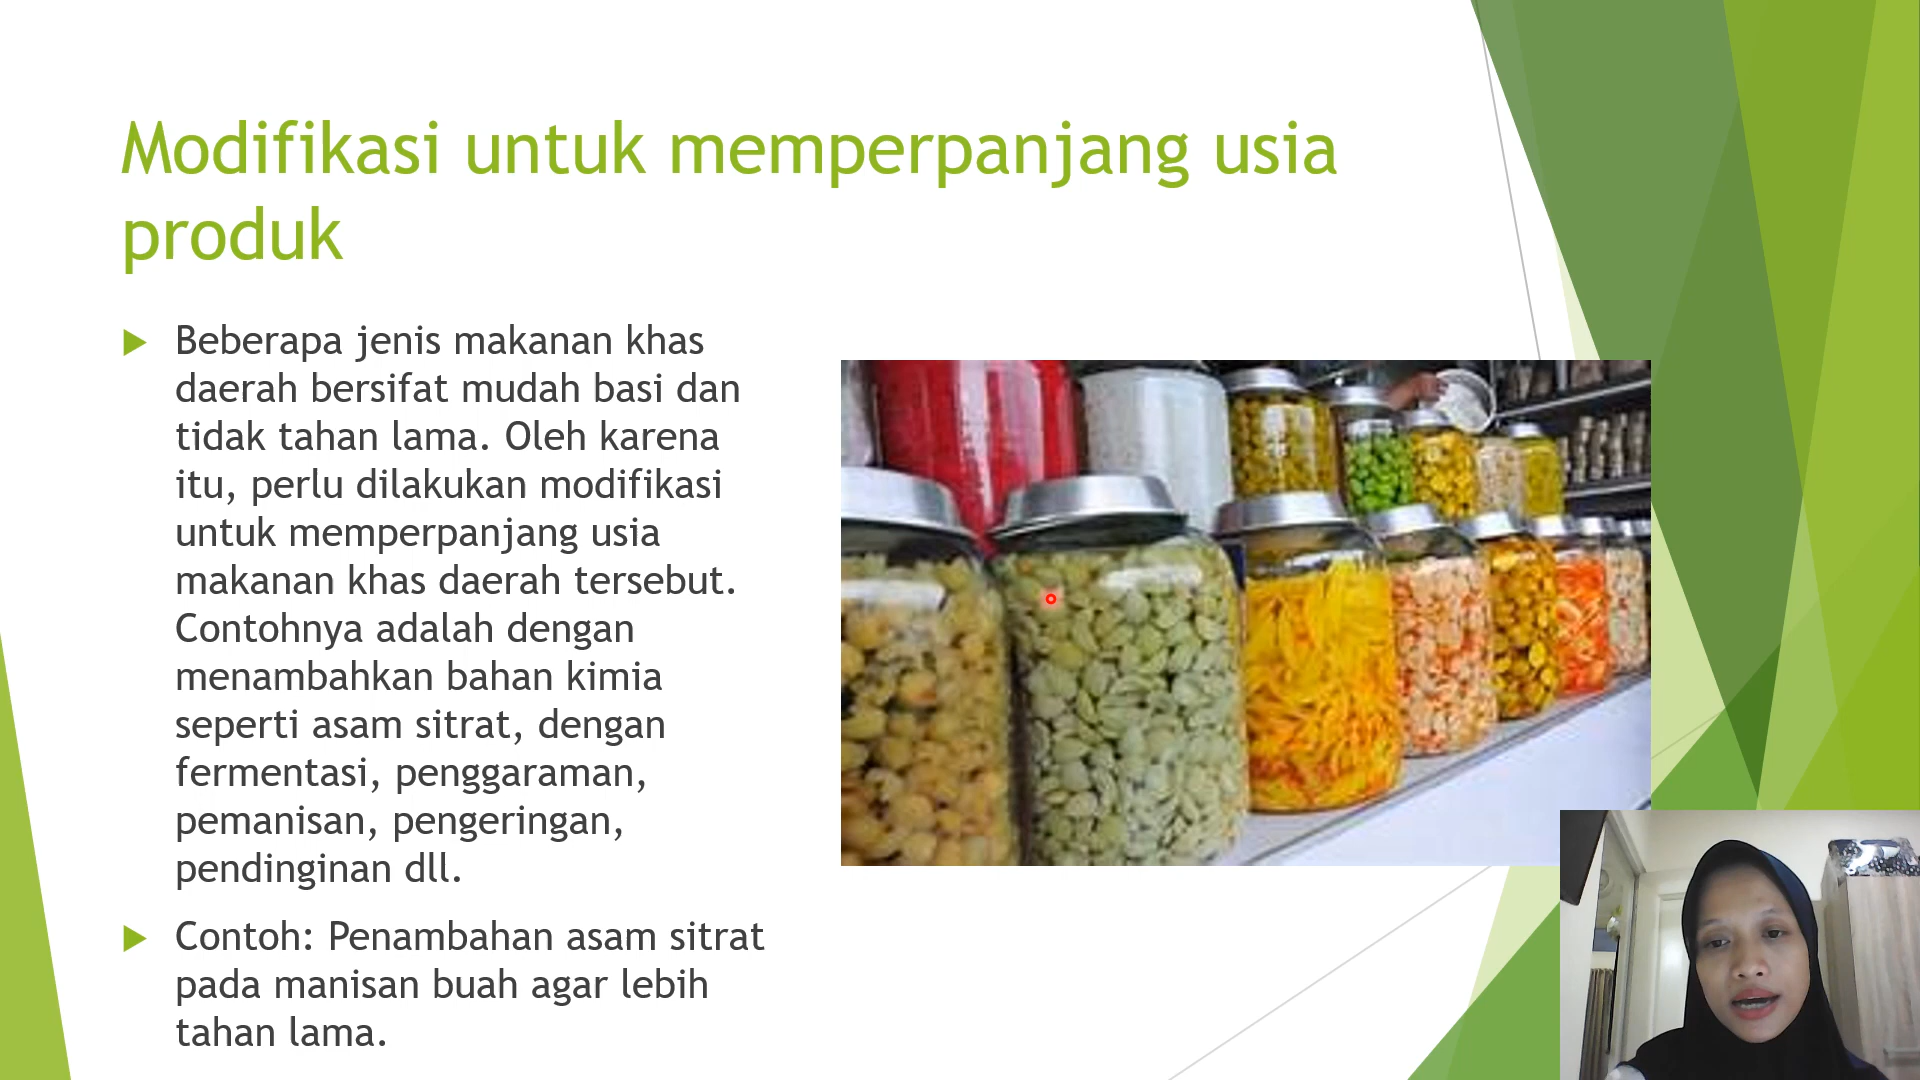 Modifikasi untuk memperpanjang usia
produk
Beberapa jenis makanan khas
daerah bersifat mudah basi dan
tidak tahan lama. Oleh karena
itu, perlu dilakukan modifikasi
untuk memperpanjang usia
makanan khas daerah tersebut.
Contohnya adalah dengan
menambahkan bahan kimia
seperti asam sitrat, dengan
fermentasi, penggaraman,
pemanisan, pengeringan,
pendinginan dll.
Contoh: Penambahan asam sitrat
pada manisan buah agar lebih
tahan lama.